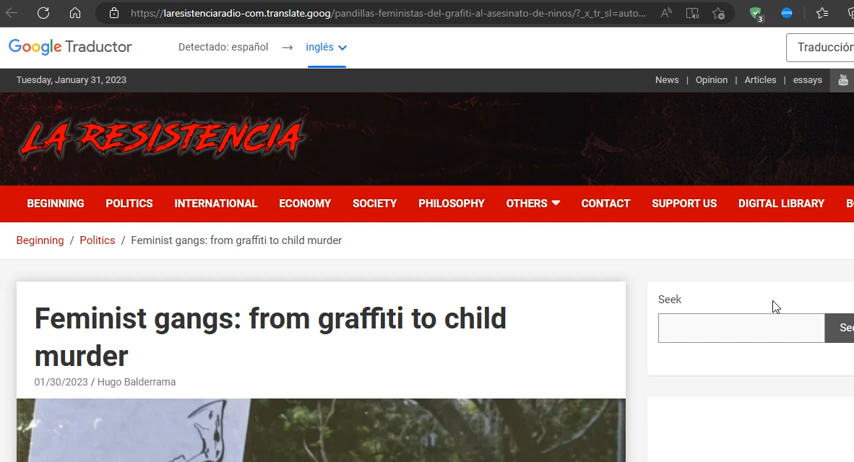 https://laresistenciaradio-com.translate.goog/pandillas-feministas-del-grafiti-al-asesinato-de-ninos/?_x_tr_sl=auto...
3
Google Traductor Detectado: español → inglés Traducción
Tuesday, January 31, 2023 News | Opinion | Articles | essays
LA RESISTENCIA
BEGINNING POLITICS INTERNATIONAL ECONOMY SOCIETY PHILOSOPHY OTHERS CONTACT SUPPORT US DIGITAL LIBRARY
Beginning / Politics / Feminist gangs: from graffiti to child murder
Seek
Feminist gangs: from graffiti to child
murder
01/30/2023 / Hugo Balderrama